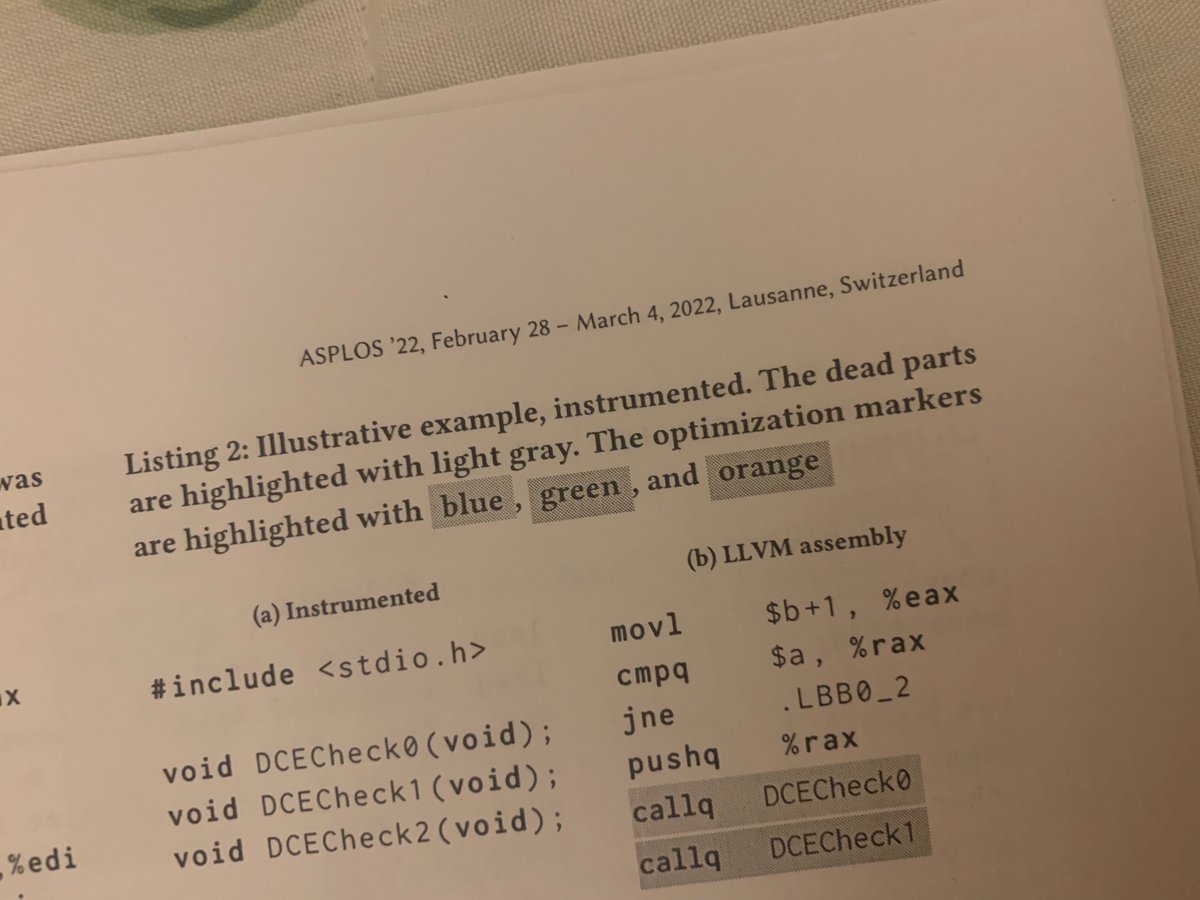 ASPLOS '22, February 28 – March 4, 2022, Lausanne, Switzerland
was
Listing 2: Illustrative example, instrumented. The dead parts
are highlighted with light gray. The optimization markers
are highlighted with blue, green, and orange
(a) Instrumented
#include <stdio.h>
void DCECheck0(void);
void DCECheck1(void);
void DCECheck2(void);
(b) LLVM assembly
movl $b+1, %eax
cmpq $a, %rax
jne .LBB0_2
pushq %rax
callq DCECheck0
callq DCECheck1
,%edi